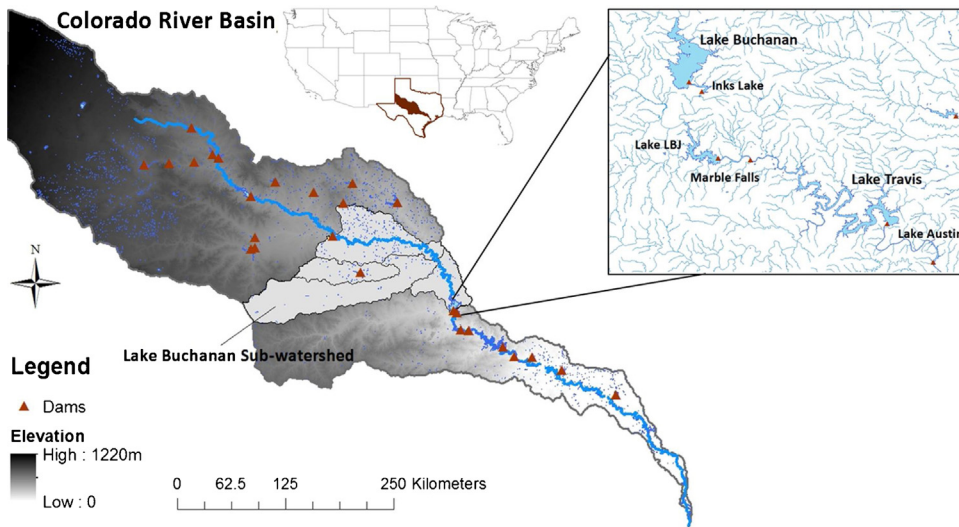 Colorado River Basin
Lake Buchanan
Inks Lake
Lake LBJ
Marble Falls
Lake Travis
Lake Austin
N
Lake Buchanan Sub-watershed
Legend
Dams
Elevation
High : 1220m
Low : 0
0 62.5 125 250 Kilometers